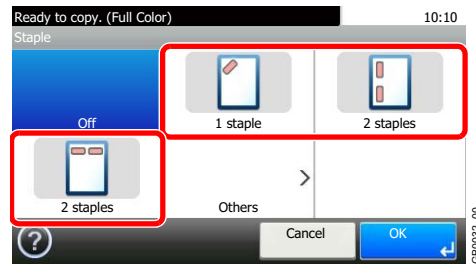 Ready to copy. (Full Color) 10:10
Staple
Off 1 staple 2 staples
2 staples Others
? Cancel OK